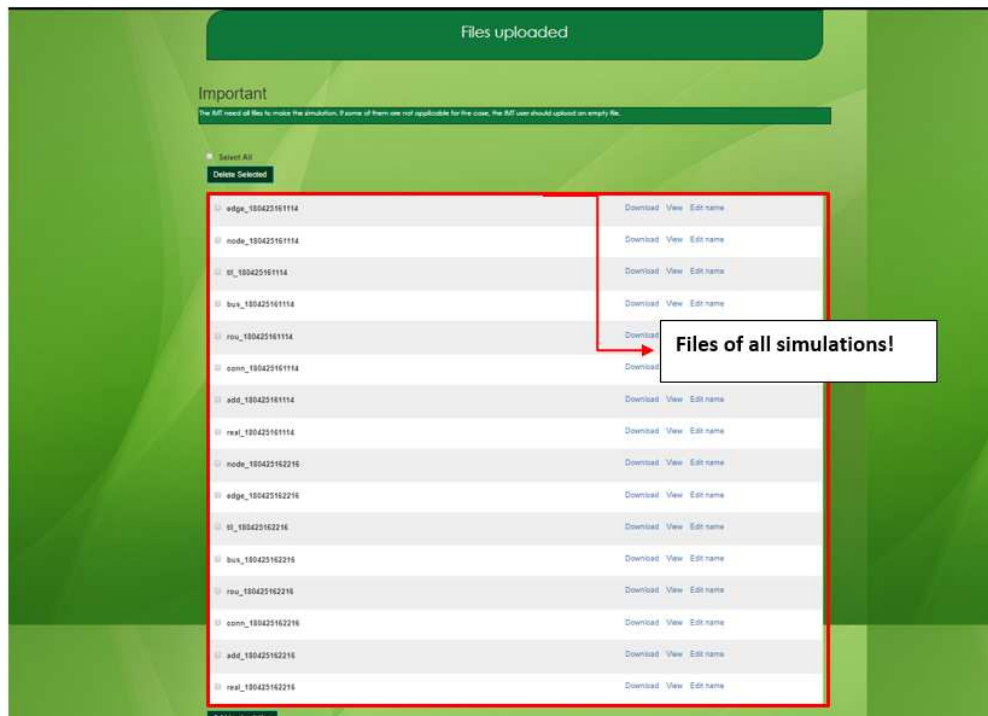 Files uploaded
Important
The IMT need all files to make the simulation. If some of them are not applicable for the case, the IMT user should upload an empty file.
Select All
Delete Selected
edge_180425161114 Download View Edit name
node_180425161114 Download View Edit name
tll_180425161114 Download View Edit name
bus_180425161114 Download View Edit name
rou_180425161114 Download
Files of all simulations!
conn_180425161114 Download
add_180425161114 Download View Edit name
real_180425161114 Download View Edit name
node_180425162216 Download View Edit name
edge_180425162216 Download View Edit name
tll_180425162216 Download View Edit name
bus_180425162216 Download View Edit name
rou_180425162216 Download View Edit name
conn_180425162216 Download View Edit name
add_180425162216 Download View Edit name
real_180425162216 Download View Edit name